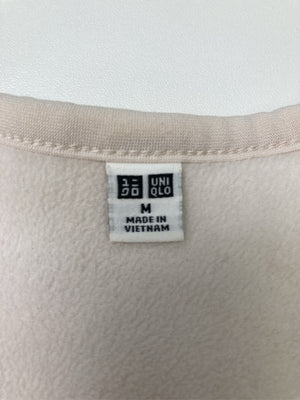 ユニ UNI
クロ QLO
M
MADE IN
VIETNAM